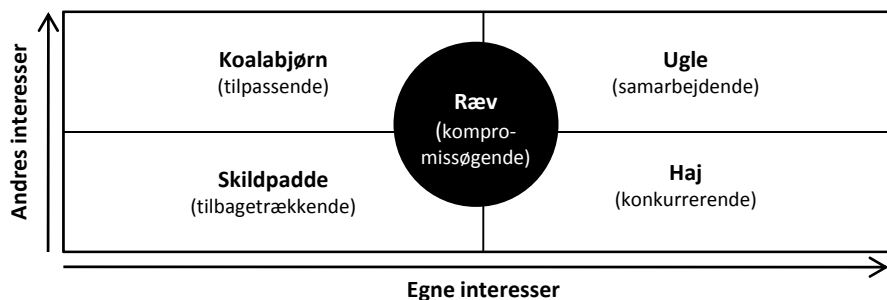 Andres interesser
Koalabjørn
(tilpassende)
Ugle
(samarbejdende)
Ræv
(kompro-
missøgende)
Skildpadde
(tilbagetrækkende)
Haj
(konkurrerende)
Egne interesser